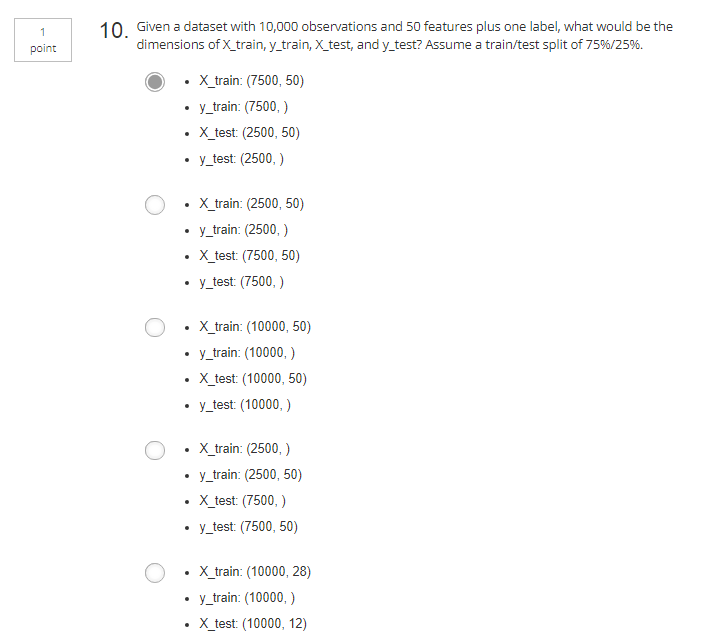 1
point
10. Given a dataset with 10,000 observations and 50 features plus one label, what would be the
dimensions of X_train, y_train, X_test, and y_test? Assume a train/test split of 75%/25%.
• X_train: (7500, 50)
• y_train: (7500, )
• X_test: (2500, 50)
• y_test: (2500, )
• X_train: (2500, 50)
• y_train: (2500, )
• X_test: (7500, 50)
• y_test: (7500, )
• X_train: (10000, 50)
• y_train: (10000, )
• X_test: (10000, 50)
• y_test: (10000, )
• X_train: (2500, )
• y_train: (2500, 50)
• X_test: (7500, )
• y_test: (7500, 50)
• X_train: (10000, 28)
• y_train: (10000, )
• X_test: (10000, 12)